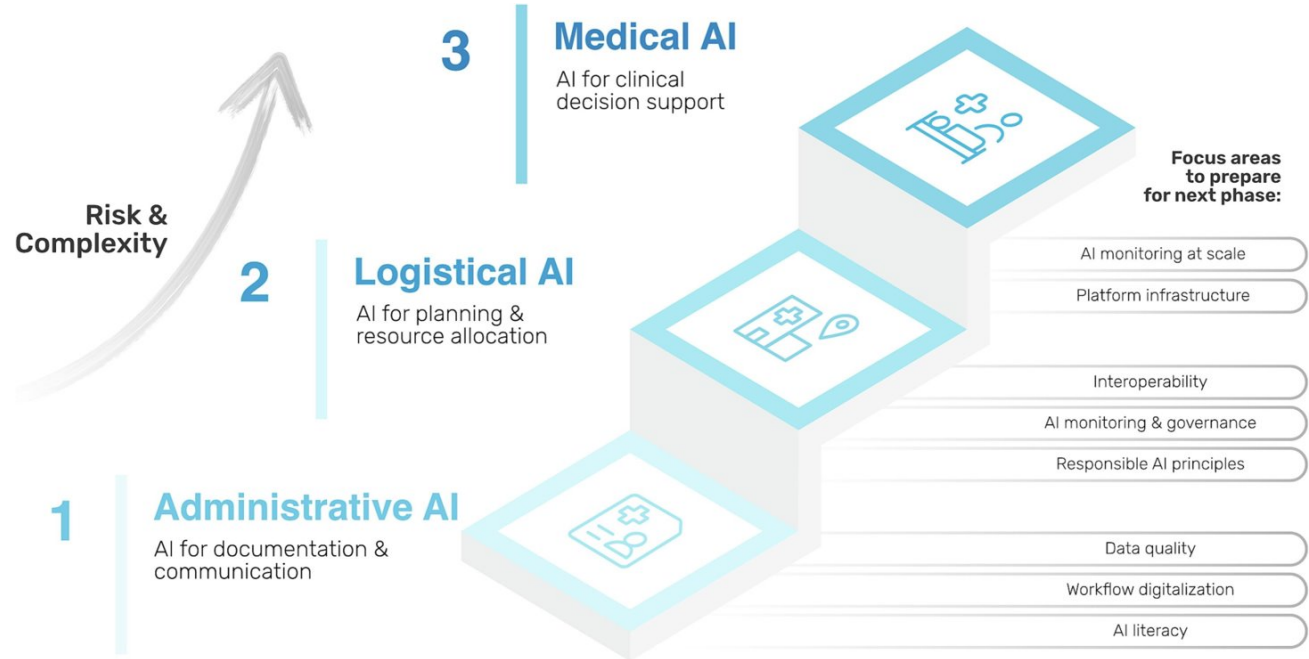 3
Medical AI
AI for clinical
decision support
Risk &
Complexity
2
Logistical AI
AI for planning &
resource allocation
1
Administrative AI
AI for documentation &
communication
Focus areas
to prepare
for next phase:
AI monitoring at scale
Platform infrastructure
Interoperability
AI monitoring & governance
Responsible AI principles
Data quality
Workflow digitalization
AI literacy